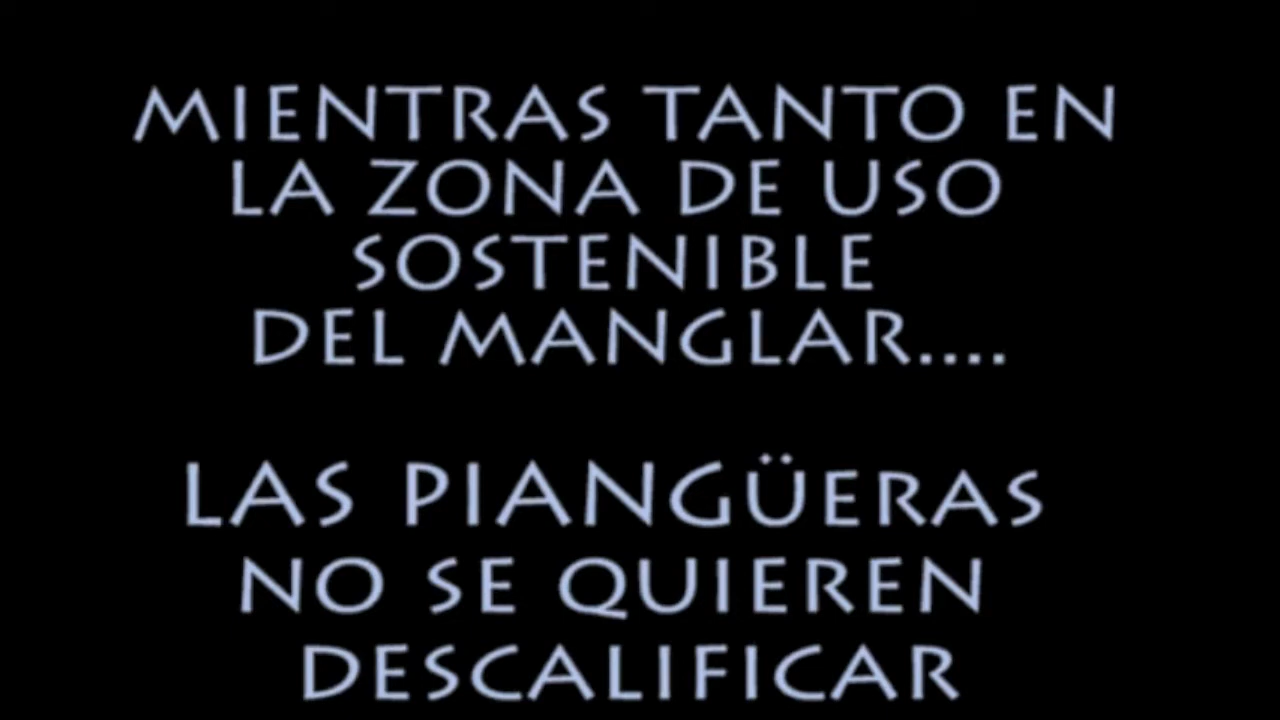 MIENTRAS TANTO EN
LA ZONA DE USO
SOSTENIBLE
DEL MANGLAR....
LAS PIANGÜERAS
NO SE QUIEREN
DESCALIFICAR